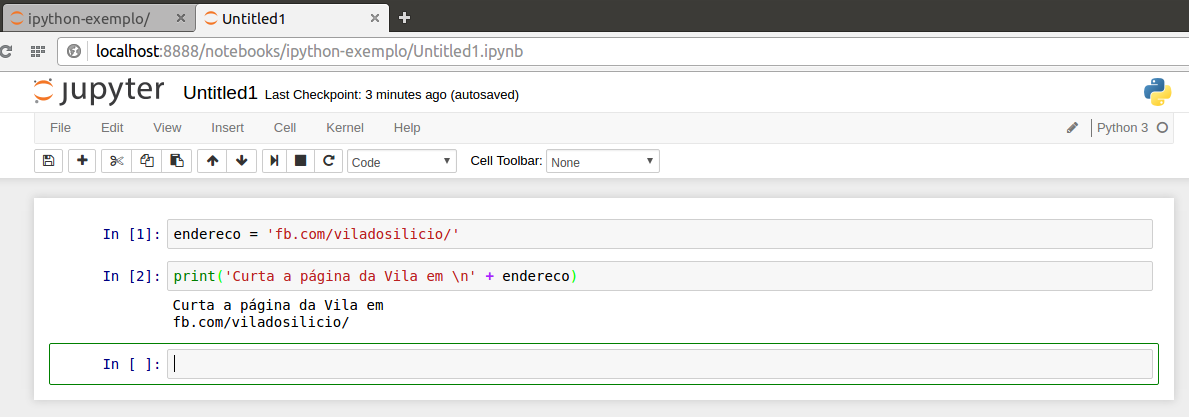 ipython-exemplo/ Untitled1
localhost:8888/notebooks/ipython-exemplo/Untitled1.ipynb
jupyter Untitled1 Last Checkpoint: 3 minutes ago (autosaved)
File Edit View Insert Cell Kernel Help Python 3
Code Cell Toolbar: None
In [1]: endereco = 'fb.com/viladosilicio/'
In [2]: print('Curta a página da Vila em \n' + endereco)
Curta a página da Vila em
fb.com/viladosilicio/
In [ ]: